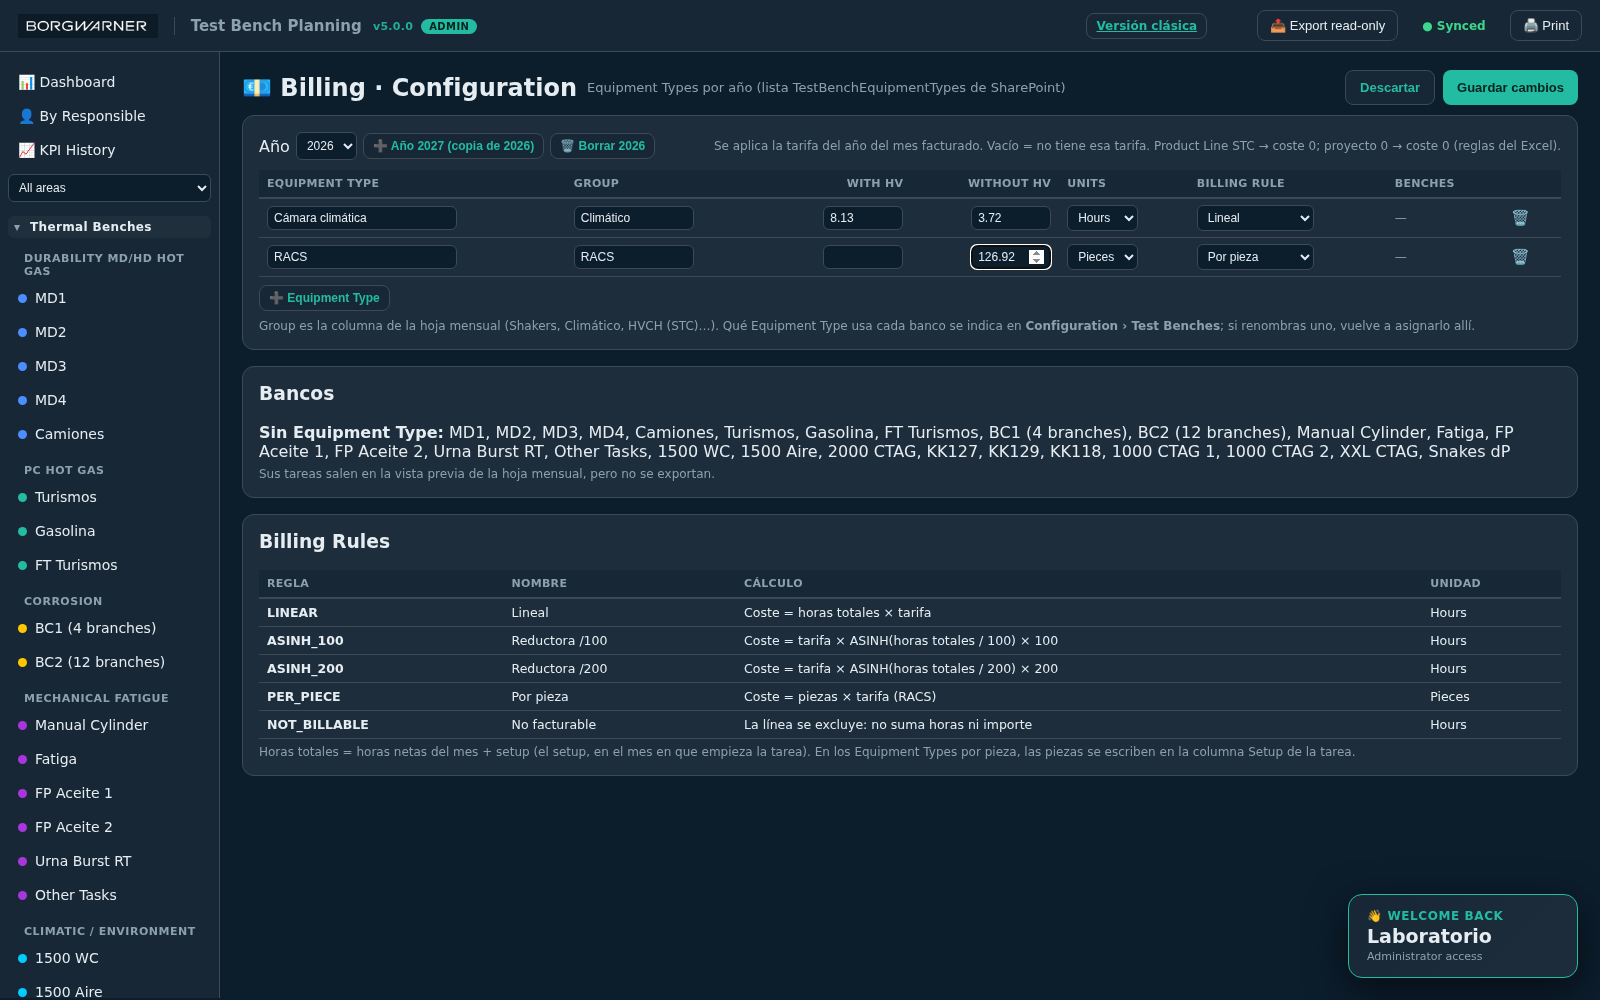 BORGWARNER
Test Bench Planning v5.0.0 ADMIN
Versión clásica
📤 Export read-only
● Synced
🖨️ Print
📊 Dashboard
👤 By Responsible
📈 KPI History
All areas
▾ Thermal Benches
DURABILITY MD/HD HOT
GAS
MD1
MD2
MD3
MD4
Camiones
PC HOT GAS
Turismos
Gasolina
FT Turismos
CORROSION
BC1 (4 branches)
BC2 (12 branches)
MECHANICAL FATIGUE
Manual Cylinder
Fatiga
FP Aceite 1
FP Aceite 2
Urna Burst RT
Other Tasks
CLIMATIC / ENVIRONMENT
1500 WC
1500 Aire
💶 Billing · Configuration Equipment Types por año (lista TestBenchEquipmentTypes de SharePoint)
Descartar
Guardar cambios
Año 2026 ➕ Año 2027 (copia de 2026) 🗑️ Borrar 2026
Se aplica la tarifa del año del mes facturado. Vacío = no tiene esa tarifa. Product Line STC → coste 0; proyecto 0 → coste 0 (reglas del Excel).
EQUIPMENT TYPE GROUP WITH HV WITHOUT HV UNITS BILLING RULE BENCHES
Cámara climática Climático 8.13 3.72 Hours Lineal — 🗑️
RACS RACS 126.92 Pieces Por pieza — 🗑️
➕ Equipment Type
Group es la columna de la hoja mensual (Shakers, Climático, HVCH (STC)…). Qué Equipment Type usa cada banco se indica en Configuration › Test Benches; si renombras uno, vuelve a asignarlo allí.
Bancos
Sin Equipment Type: MD1, MD2, MD3, MD4, Camiones, Turismos, Gasolina, FT Turismos, BC1 (4 branches), BC2 (12 branches), Manual Cylinder, Fatiga, FP
Aceite 1, FP Aceite 2, Urna Burst RT, Other Tasks, 1500 WC, 1500 Aire, 2000 CTAG, KK127, KK129, KK118, 1000 CTAG 1, 1000 CTAG 2, XXL CTAG, Snakes dP
Sus tareas salen en la vista previa de la hoja mensual, pero no se exportan.
Billing Rules
REGLA NOMBRE CÁLCULO UNIDAD
LINEAR Lineal Coste = horas totales × tarifa Hours
ASINH_100 Reductora /100 Coste = tarifa × ASINH(horas totales / 100) × 100 Hours
ASINH_200 Reductora /200 Coste = tarifa × ASINH(horas totales / 200) × 200 Hours
PER_PIECE Por pieza Coste = piezas × tarifa (RACS) Pieces
NOT_BILLABLE No facturable La línea se excluye: no suma horas ni importe Hours
Horas totales = horas netas del mes + setup (el setup, en el mes en que empieza la tarea). En los Equipment Types por pieza, las piezas se escriben en la columna Setup de la tarea.
👋 WELCOME BACK
Laboratorio
Administrator access